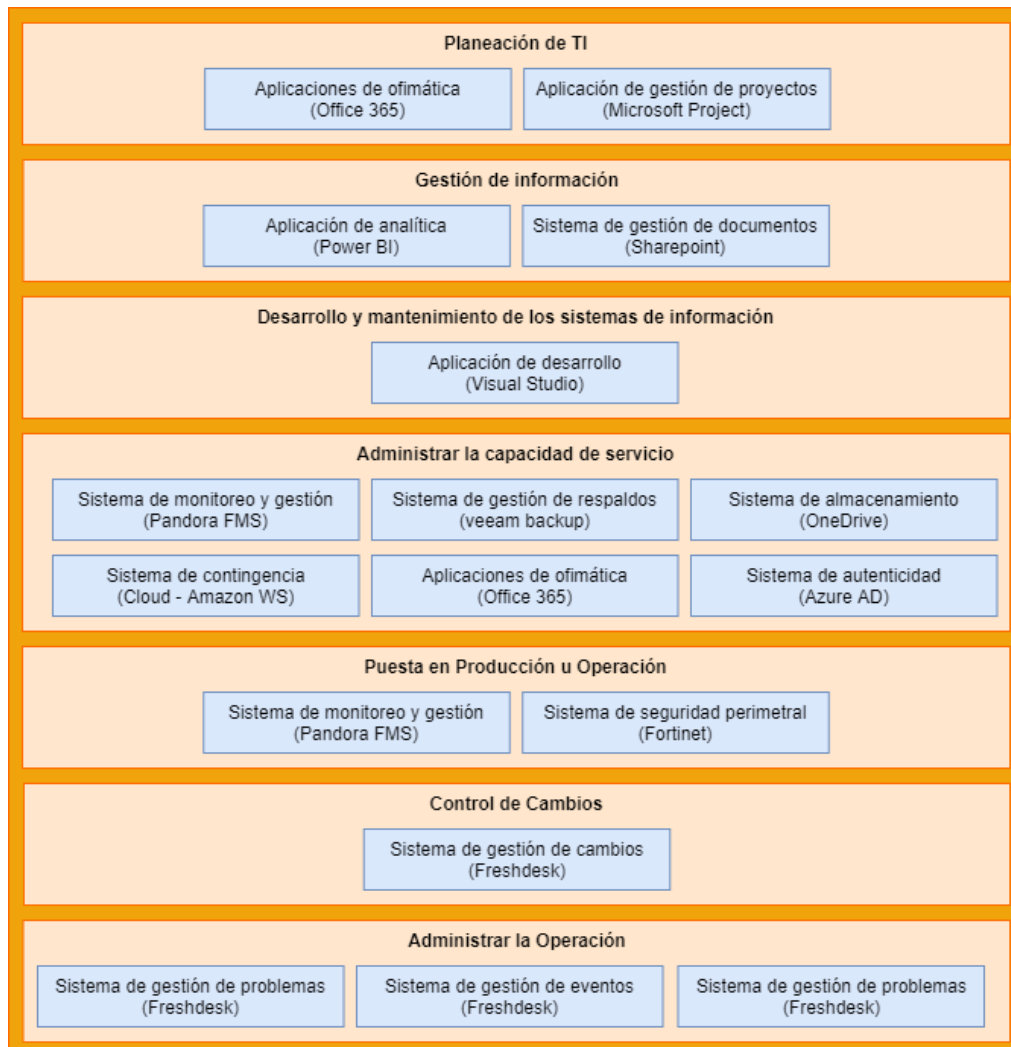 Planeación de TI
Aplicaciones de ofimática
(Office 365)
Aplicación de gestión de proyectos
(Microsoft Project)
Gestión de información
Aplicación de analítica
(Power BI)
Sistema de gestión de documentos
(Sharepoint)
Desarrollo y mantenimiento de los sistemas de información
Aplicación de desarrollo
(Visual Studio)
Administrar la capacidad de servicio
Sistema de monitoreo y gestión
(Pandora FMS)
Sistema de gestión de respaldos
(veeam backup)
Sistema de almacenamiento
(OneDrive)
Sistema de contingencia
(Cloud - Amazon WS)
Aplicaciones de ofimática
(Office 365)
Sistema de autenticidad
(Azure AD)
Puesta en Producción u Operación
Sistema de monitoreo y gestión
(Pandora FMS)
Sistema de seguridad perimetral
(Fortinet)
Control de Cambios
Sistema de gestión de cambios
(Freshdesk)
Administrar la Operación
Sistema de gestión de problemas
(Freshdesk)
Sistema de gestión de eventos
(Freshdesk)
Sistema de gestión de problemas
(Freshdesk)